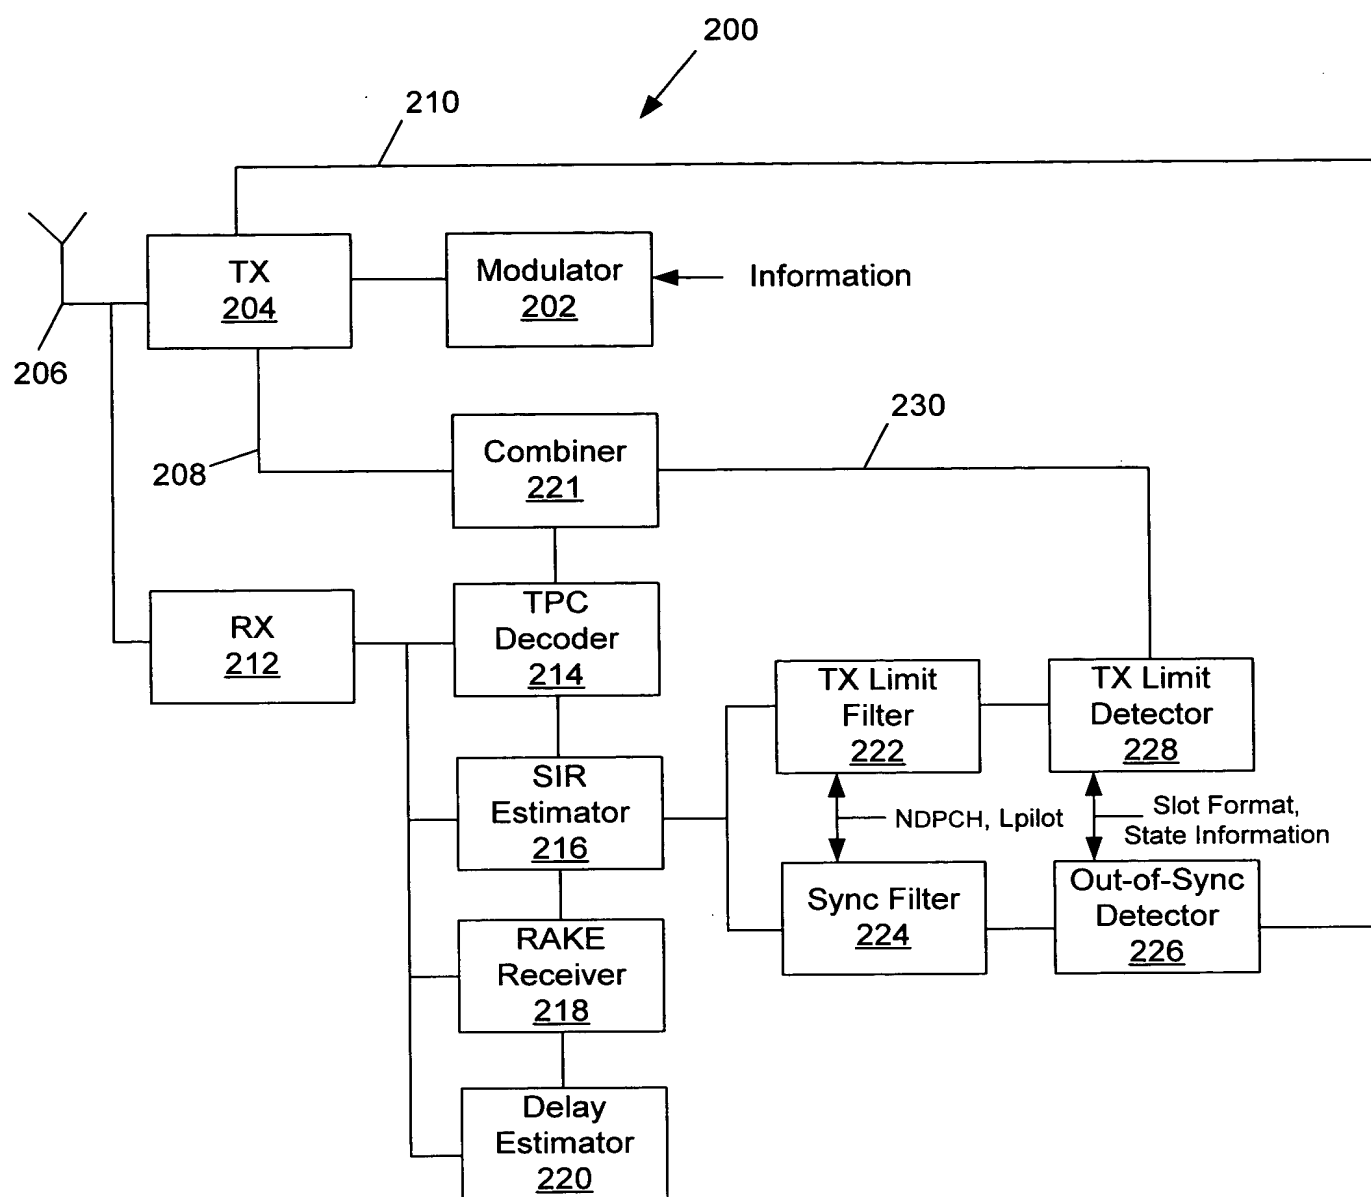 200
210
TX
204
Modulator
202
Information
206
230
Combiner
221
208
TPC
Decoder
214
RX
212
TX Limit
Filter
222
TX Limit
Detector
228
SIR
Estimator
216
NDPCH, Lpilot
Slot Format,
State Information
Sync Filter
224
Out-of-Sync
Detector
226
RAKE
Receiver
218
Delay
Estimator
220